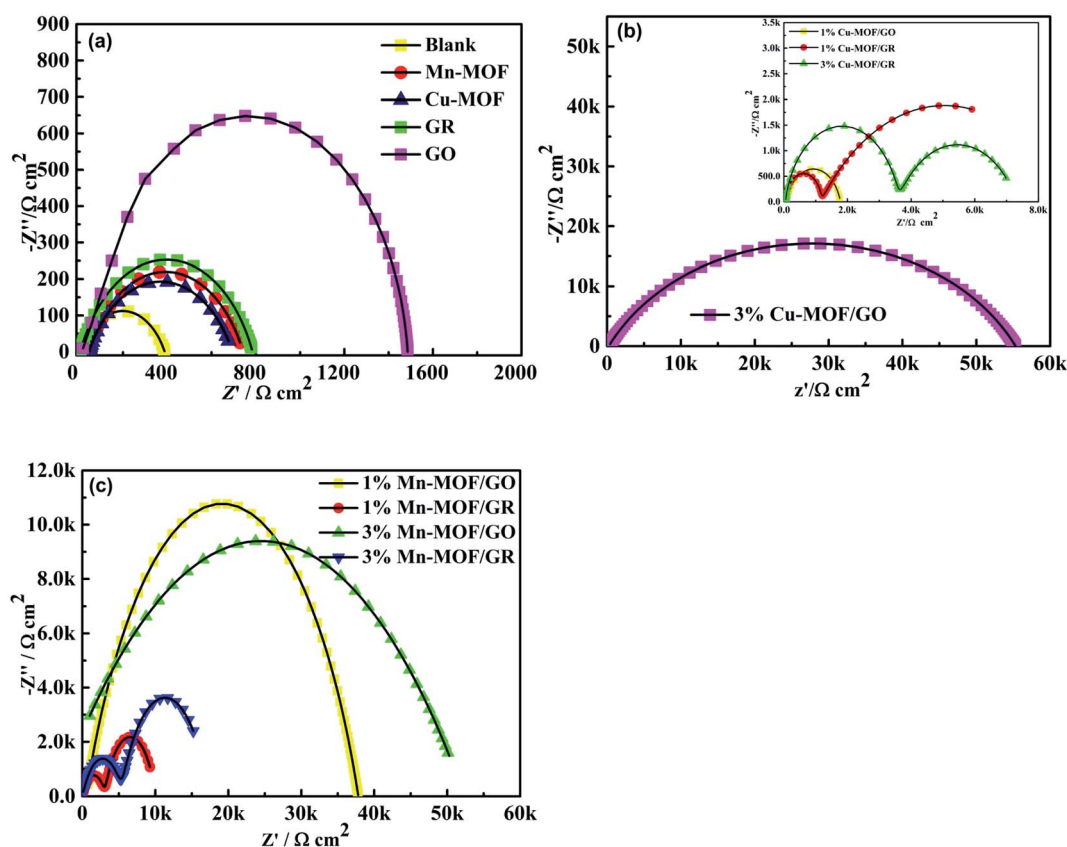 (a)
900
800
700
600
500
400
300
200
100
0
-Z''/Ω cm2
0 400 800 1200 1600 2000
Z' / Ω cm2
Blank
Mn-MOF
Cu-MOF
GR
GO
(b)
50k
40k
30k
20k
10k
0
-Z''/Ω cm2
0 10k 20k 30k 40k 50k 60k
z'/Ω cm2
3% Cu-MOF/GO
3.5k
3.0k
2.5k
2.0k
1.5k
1.0k
500.0
0.0
-Z''/Ω cm2
2.0k 4.0k 6.0k 8.0k
Z'/Ω cm2
1% Cu-MOF/GO
1% Cu-MOF/GR
3% Cu-MOF/GR
(c)
12.0k
10.0k
8.0k
6.0k
4.0k
2.0k
0.0
-Z'' / Ω cm2
0 10k 20k 30k 40k 50k 60k
Z' / Ω cm2
1% Mn-MOF/GO
1% Mn-MOF/GR
3% Mn-MOF/GO
3% Mn-MOF/GR